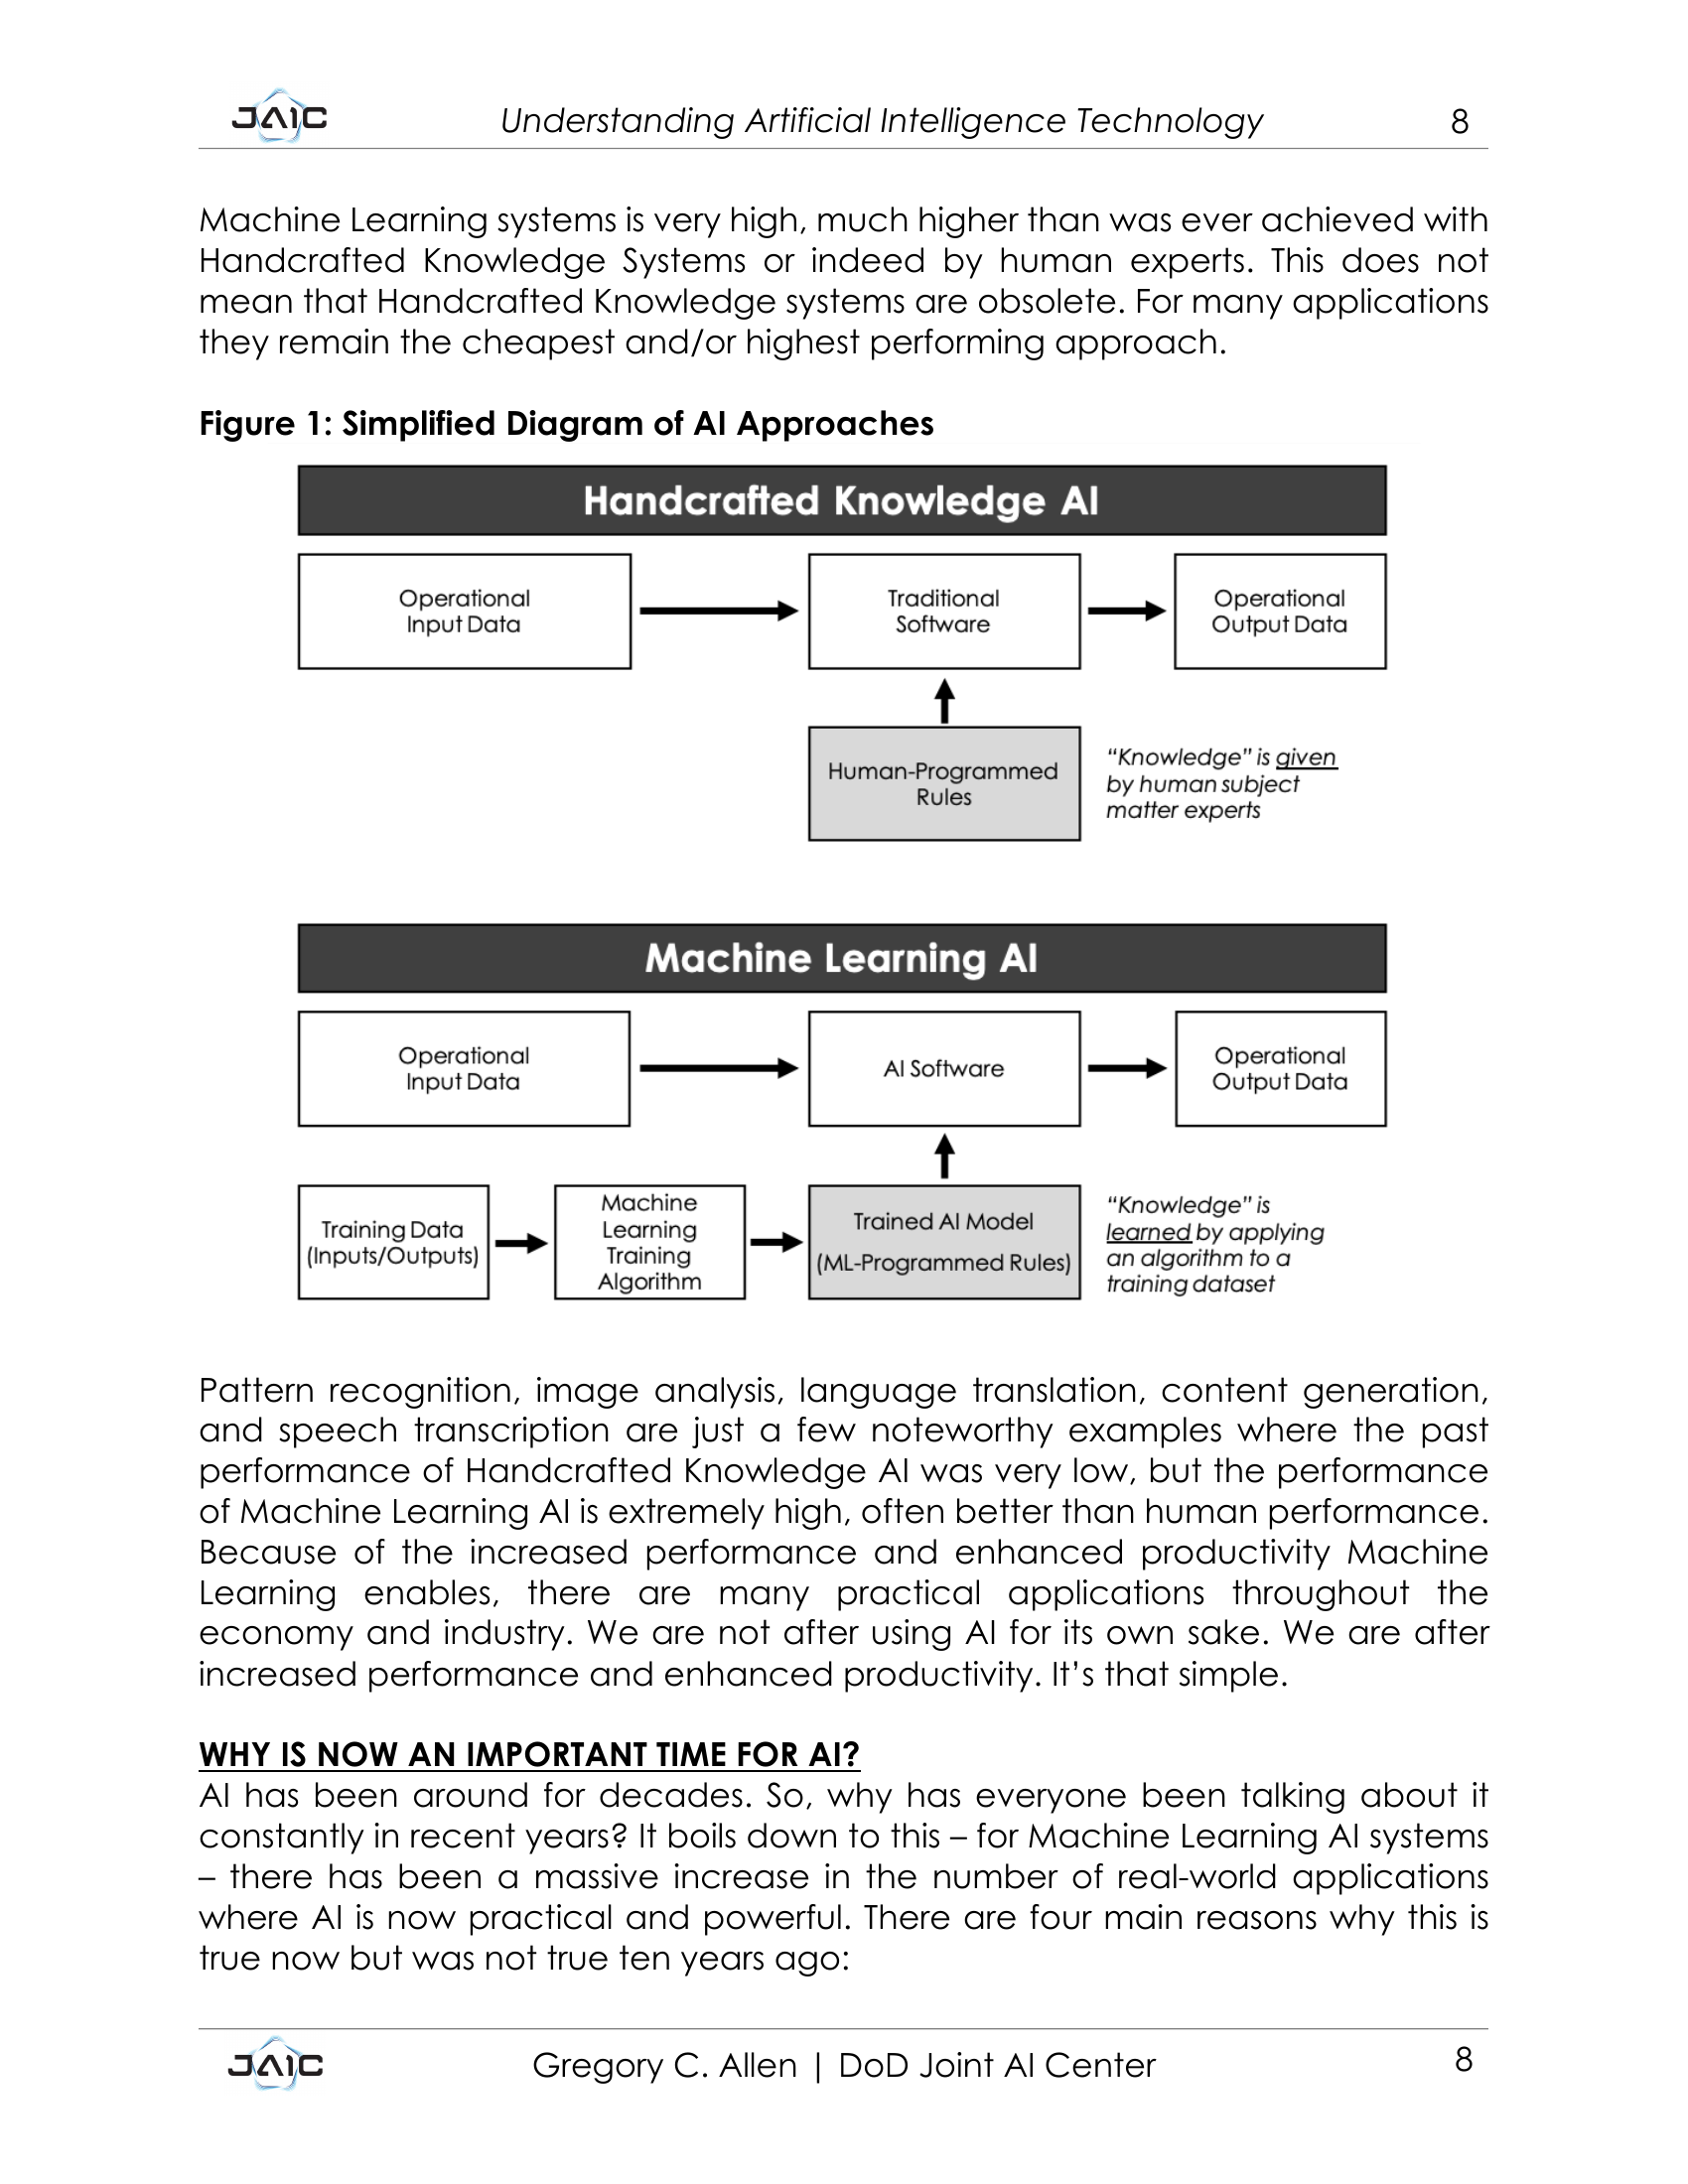 JAIC
Understanding Artificial Intelligence Technology
8
Machine Learning systems is very high, much higher than was ever achieved with
Handcrafted Knowledge Systems or indeed by human experts. This does not
mean that Handcrafted Knowledge systems are obsolete. For many applications
they remain the cheapest and/or highest performing approach.
Figure 1: Simplified Diagram of AI Approaches
Handcrafted Knowledge AI
Operational
Input Data
Traditional
Software
Operational
Output Data
Human-Programmed
Rules
“Knowledge” is given
by human subject
matter experts
Machine Learning AI
Operational
Input Data
AI Software
Operational
Output Data
Training Data
(Inputs/Outputs)
Machine
Learning
Training
Algorithm
Trained AI Model
(ML-Programmed Rules)
“Knowledge” is
learned by applying
an algorithm to a
training dataset
Pattern recognition, image analysis, language translation, content generation,
and speech transcription are just a few noteworthy examples where the past
performance of Handcrafted Knowledge AI was very low, but the performance
of Machine Learning AI is extremely high, often better than human performance.
Because of the increased performance and enhanced productivity Machine
Learning enables, there are many practical applications throughout the
economy and industry. We are not after using AI for its own sake. We are after
increased performance and enhanced productivity. It’s that simple.
WHY IS NOW AN IMPORTANT TIME FOR AI?
AI has been around for decades. So, why has everyone been talking about it
constantly in recent years? It boils down to this – for Machine Learning AI systems
– there has been a massive increase in the number of real-world applications
where AI is now practical and powerful. There are four main reasons why this is
true now but was not true ten years ago:
JAIC
Gregory C. Allen | DoD Joint AI Center
8